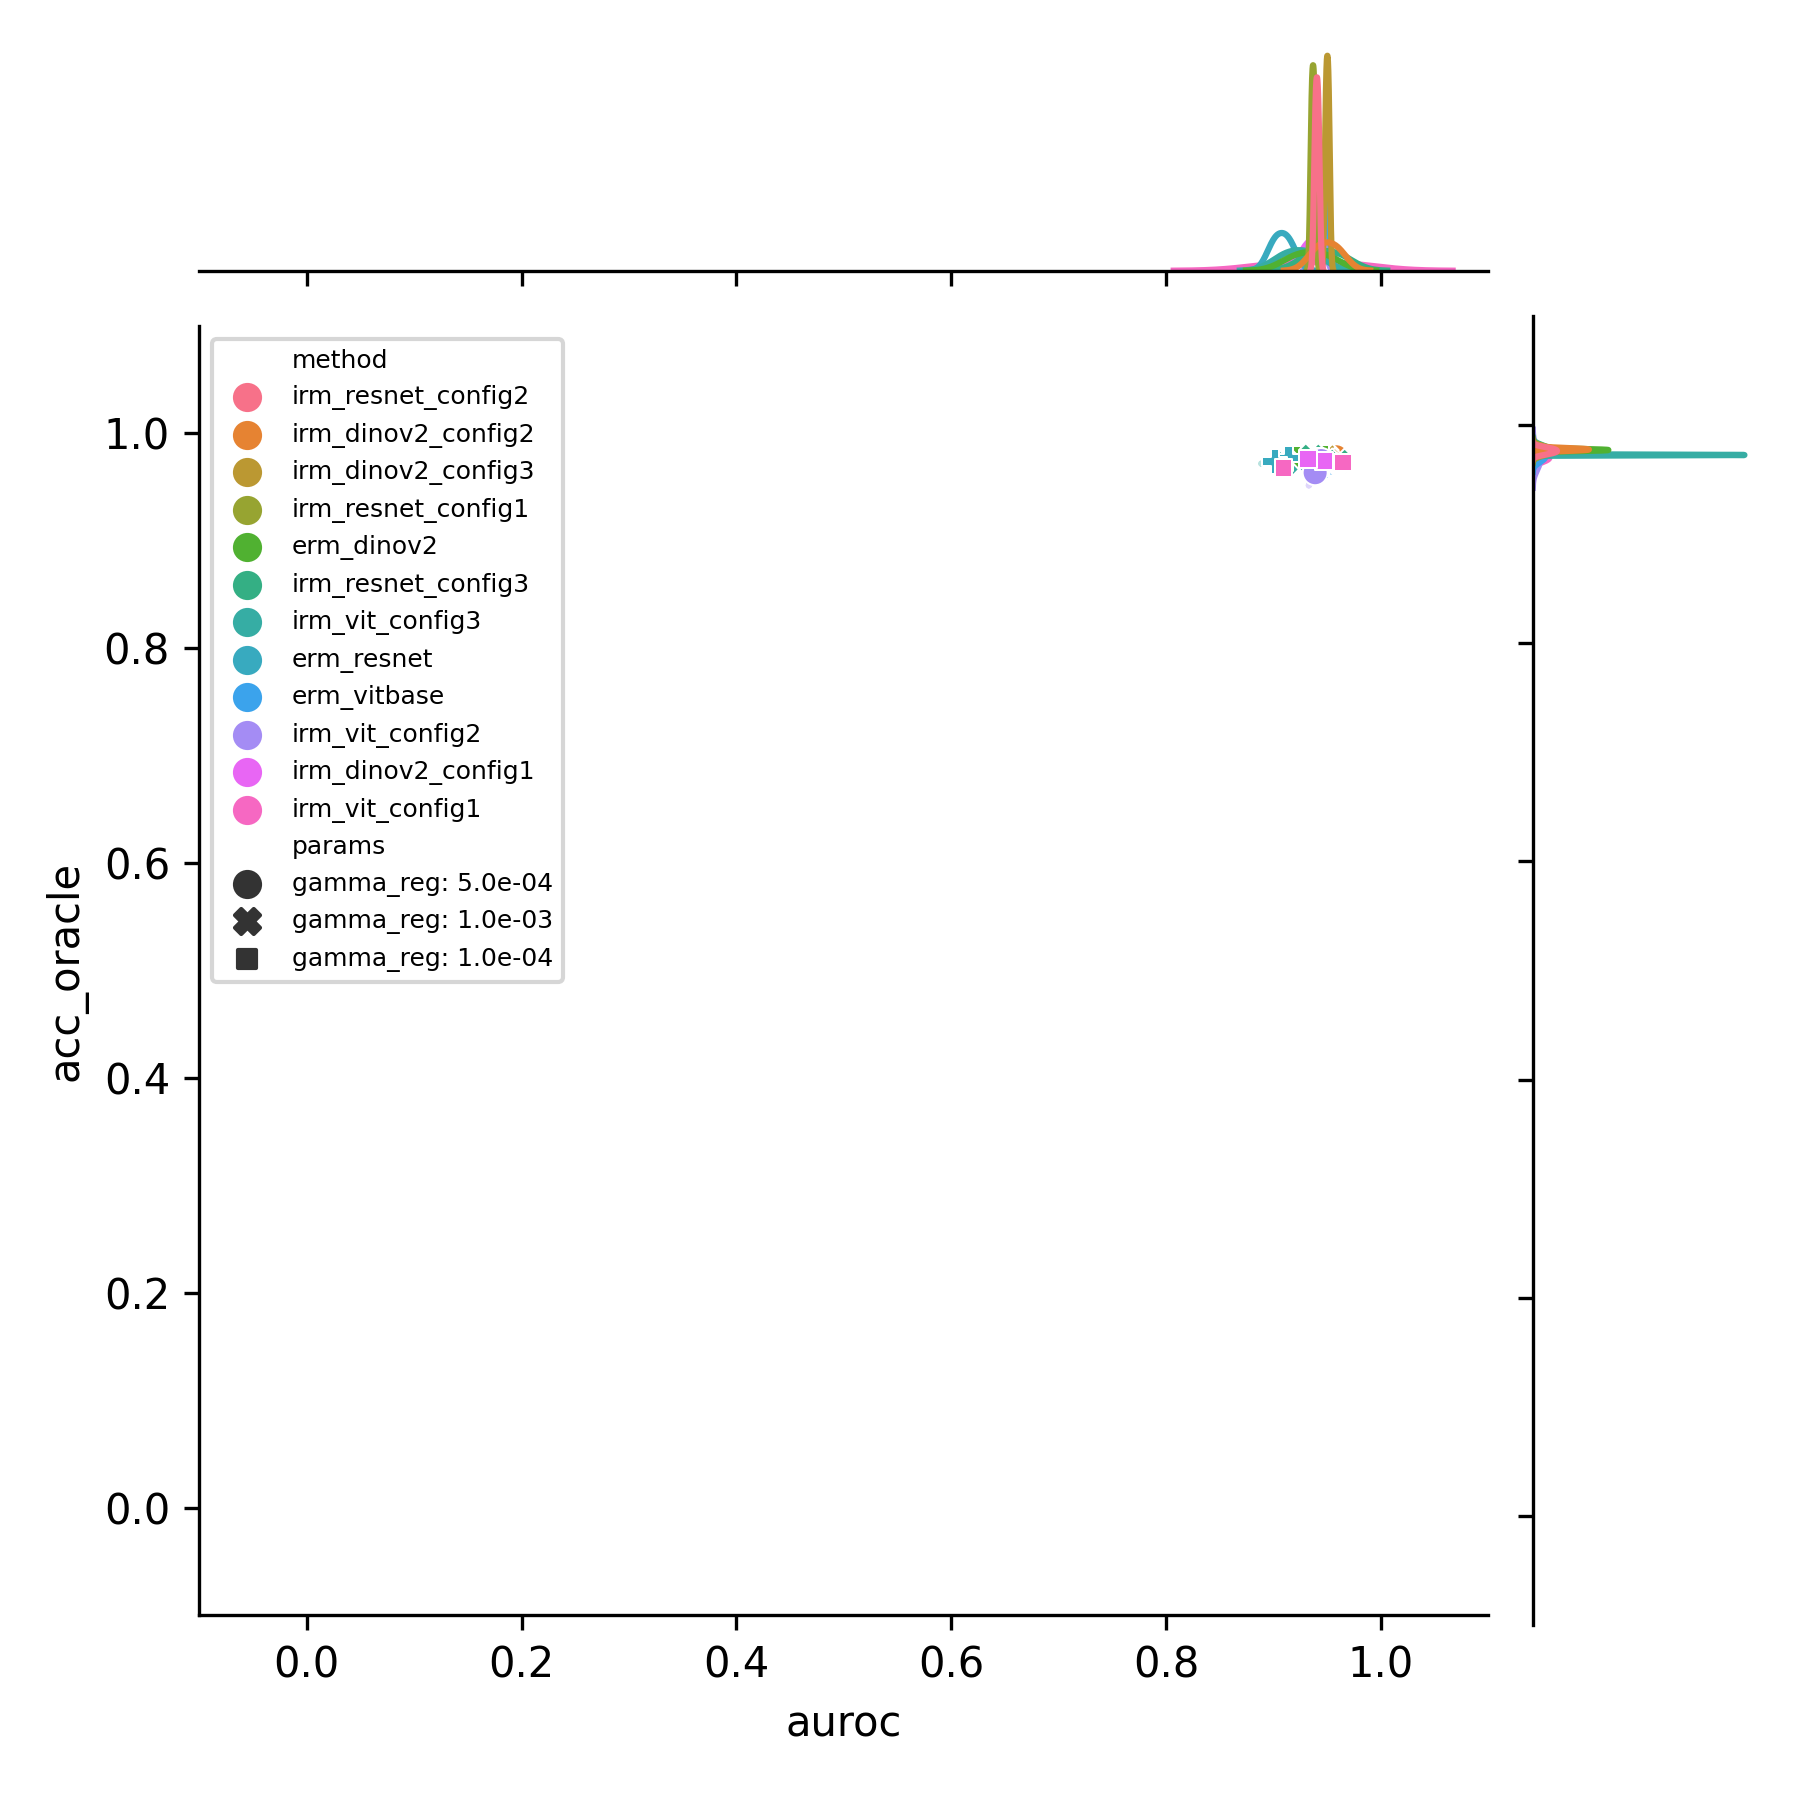 method
irm_resnet_config2
irm_dinov2_config2
irm_dinov2_config3
irm_resnet_config1
erm_dinov2
irm_resnet_config3
irm_vit_config3
erm_resnet
erm_vitbase
irm_vit_config2
irm_dinov2_config1
irm_vit_config1
params
gamma_reg: 5.0e-04
gamma_reg: 1.0e-03
gamma_reg: 1.0e-04
1.0
0.8
0.6
0.4
0.2
0.0
acc_oracle
0.0 0.2 0.4 0.6 0.8 1.0
auroc